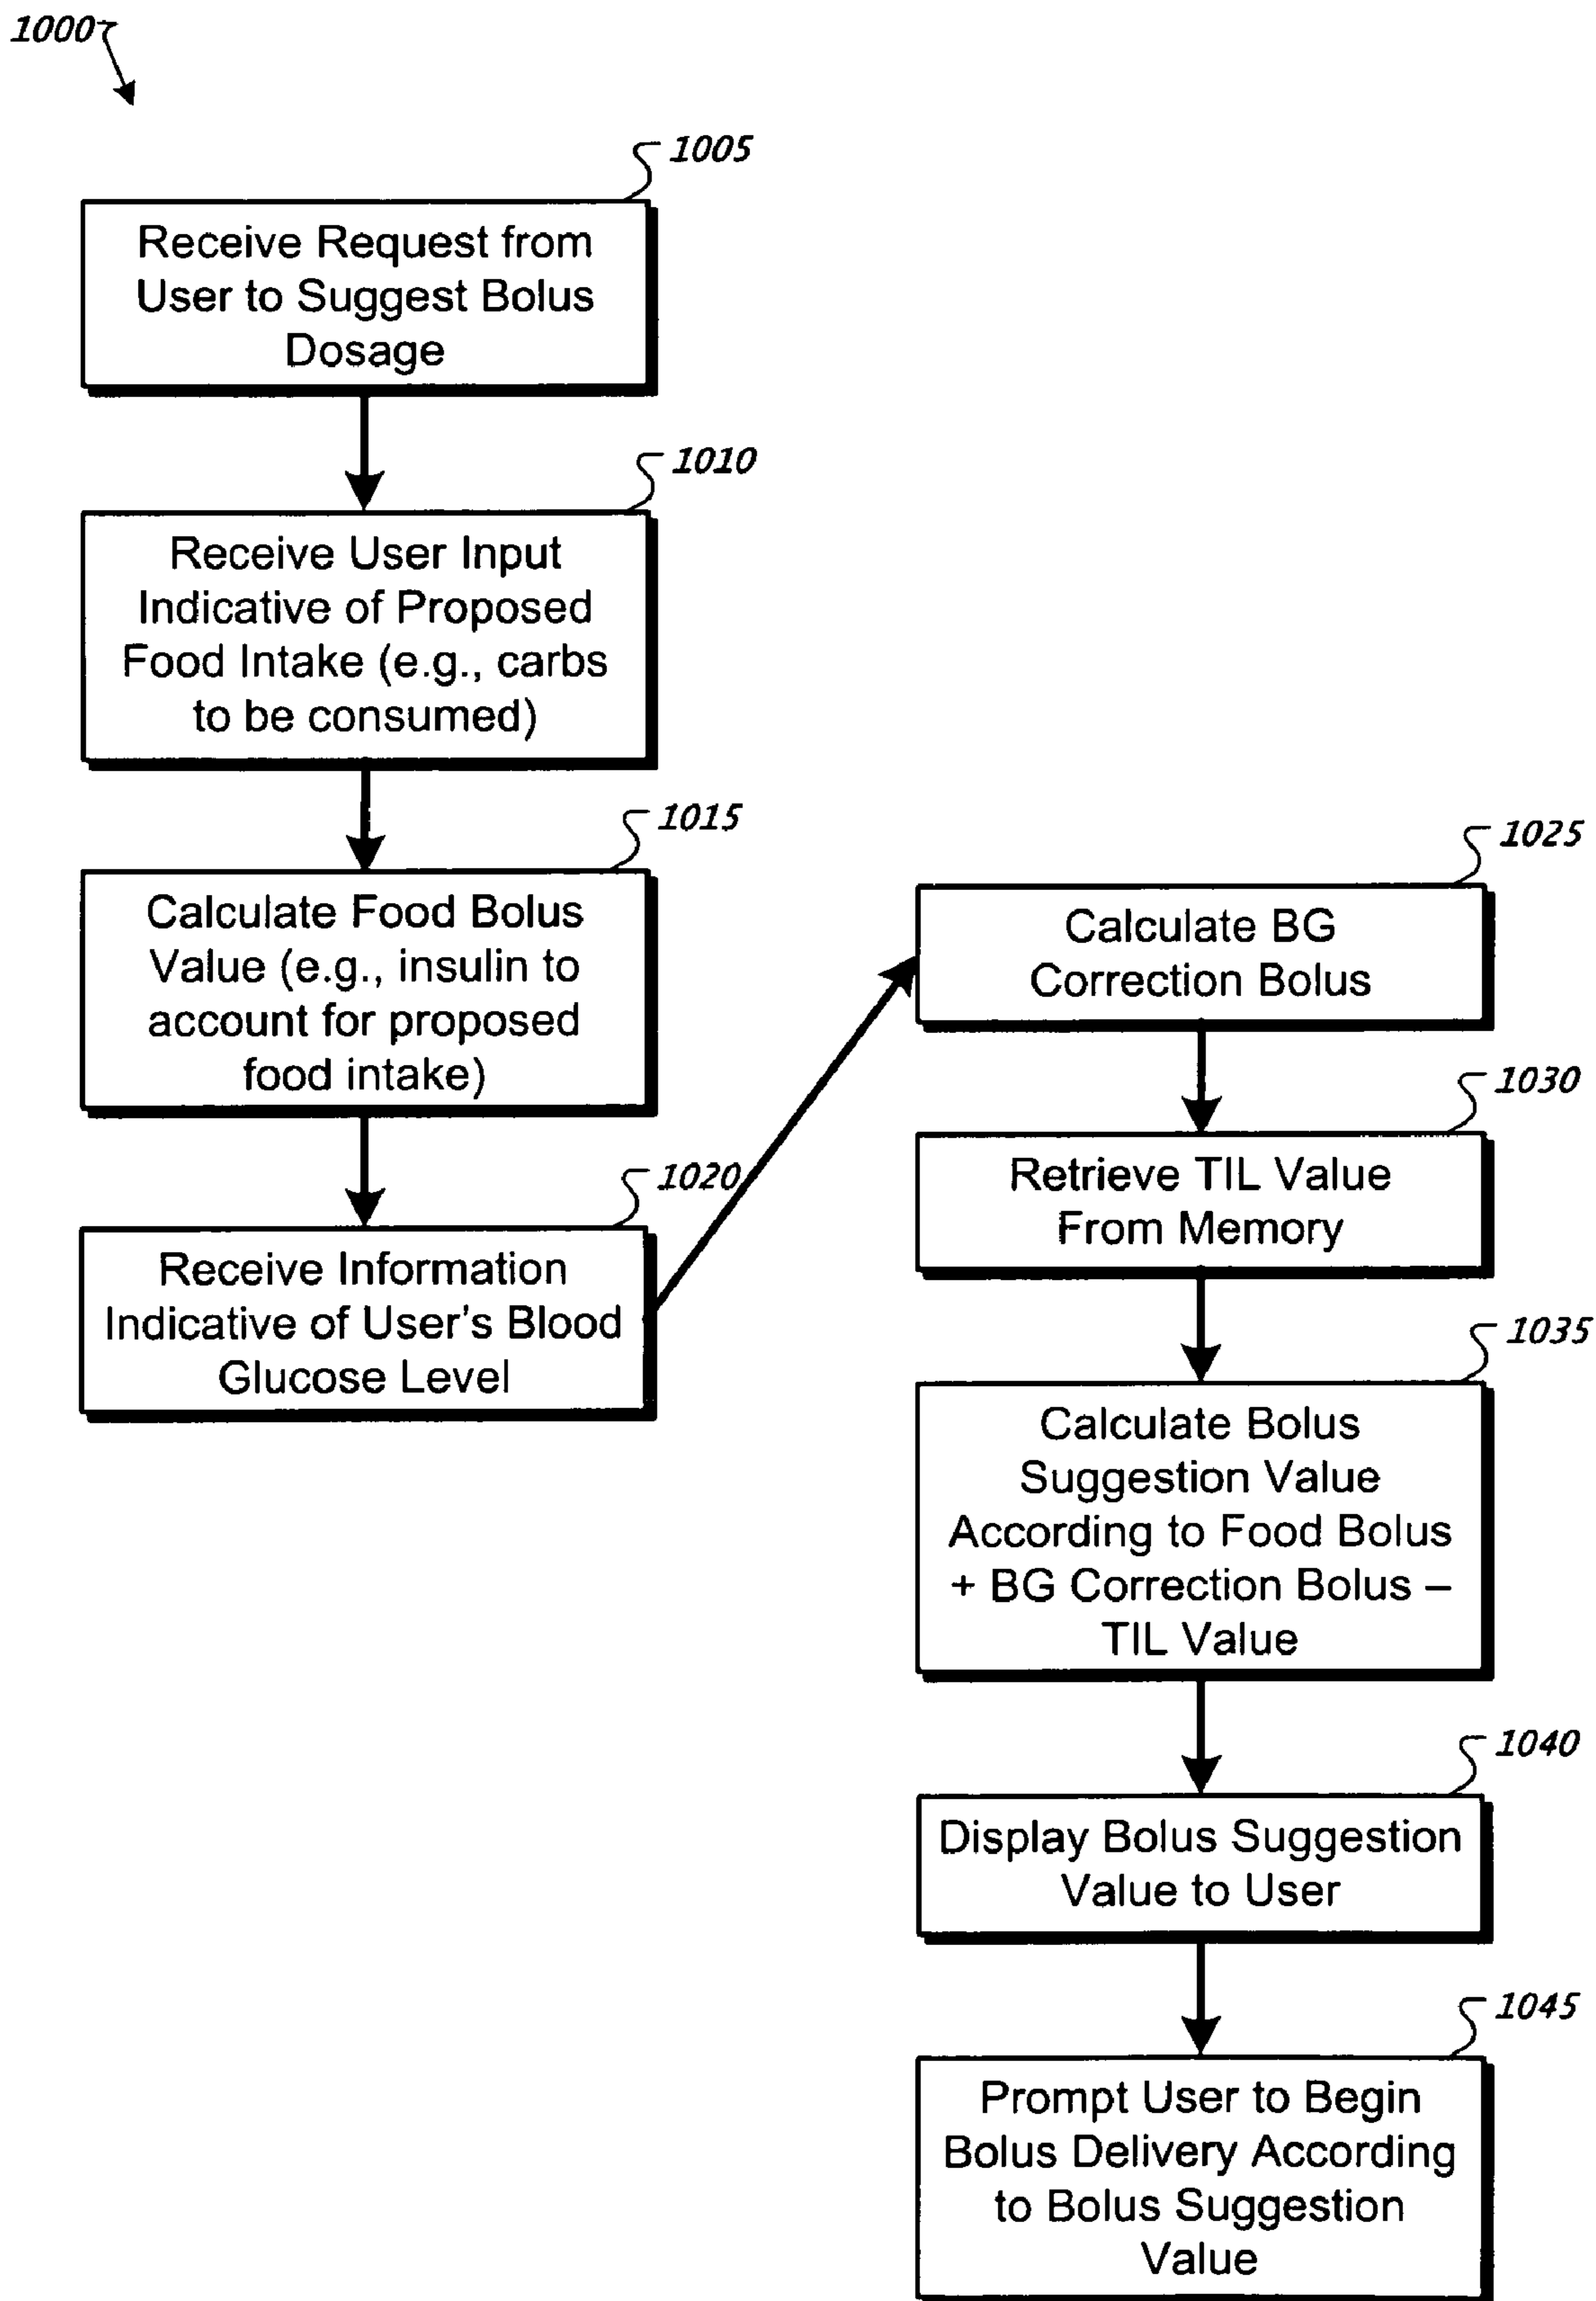 1000
1005
Receive Request from
User to Suggest Bolus
Dosage
1010
Receive User Input
Indicative of Proposed
Food Intake (e.g., carbs
to be consumed)
1015
Calculate Food Bolus
Value (e.g., insulin to
account for proposed
food intake)
1020
Receive Information
Indicative of User's Blood
Glucose Level
1025
Calculate BG
Correction Bolus
1030
Retrieve TIL Value
From Memory
1035
Calculate Bolus
Suggestion Value
According to Food Bolus
+ BG Correction Bolus –
TIL Value
1040
Display Bolus Suggestion
Value to User
1045
Prompt User to Begin
Bolus Delivery According
to Bolus Suggestion
Value